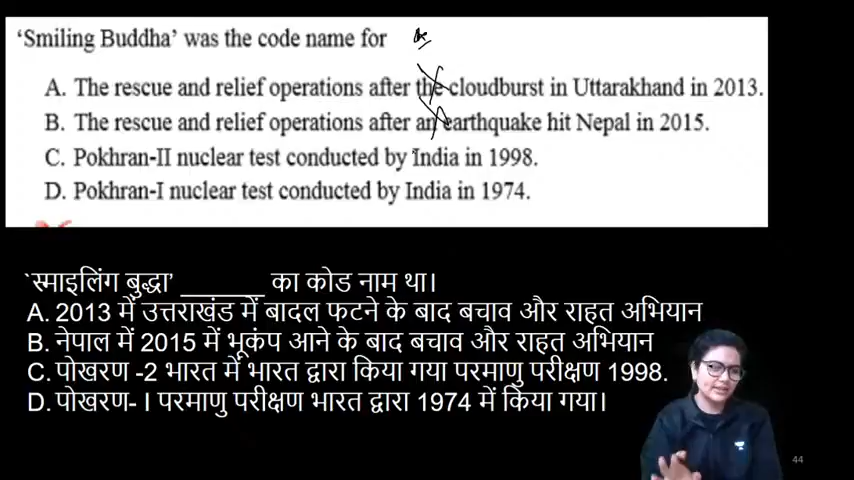 ‘Smiling Buddha’ was the code name for
A. The rescue and relief operations after the cloudburst in Uttarakhand in 2013.
B. The rescue and relief operations after an earthquake hit Nepal in 2015.
C. Pokhran-II nuclear test conducted by India in 1998.
D. Pokhran-I nuclear test conducted by India in 1974.
`स्माइलिंग बुद्धा’ ______ का कोड नाम था।
A. 2013 में उत्तराखंड में बादल फटने के बाद बचाव और राहत अभियान
B. नेपाल में 2015 में भूकंप आने के बाद बचाव और राहत अभियान
C. पोखरण -2 भारत में भारत द्वारा किया गया परमाणु परीक्षण 1998.
D. पोखरण- I परमाणु परीक्षण भारत द्वारा 1974 में किया गया।
44